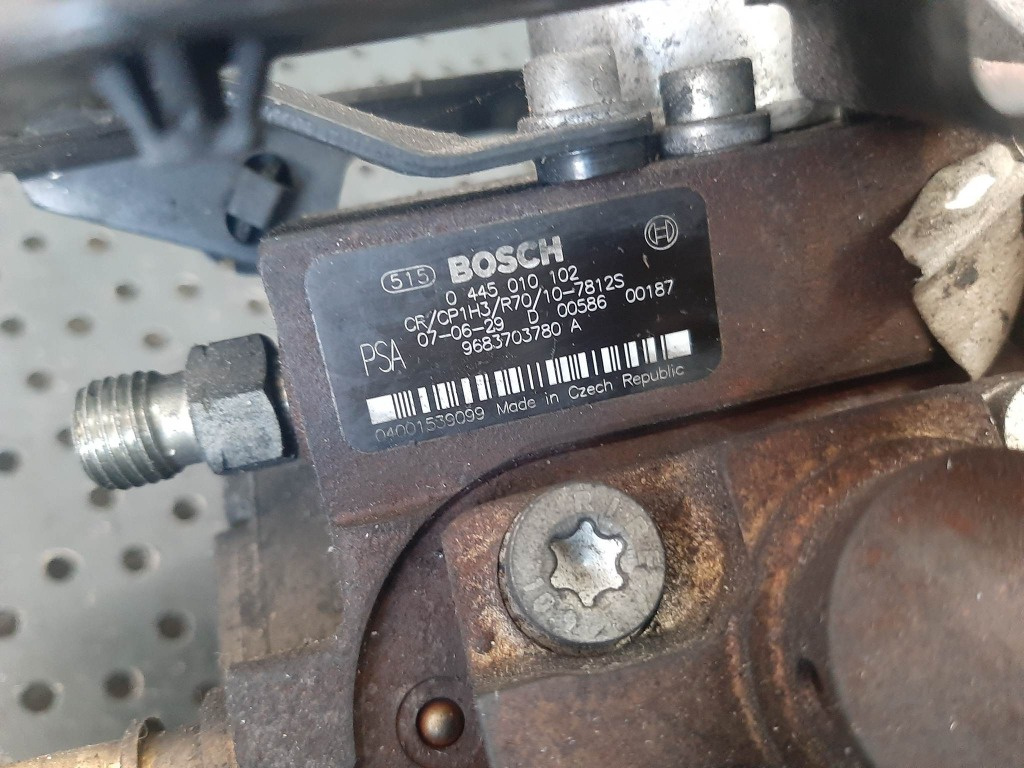 515 BOSCH
0 445 010 102
CR/CP1H3/R70/10-7812S
07-06-29 D 00586 00187
PSA 9683703780 A
04001539099 Made in Czech Republic